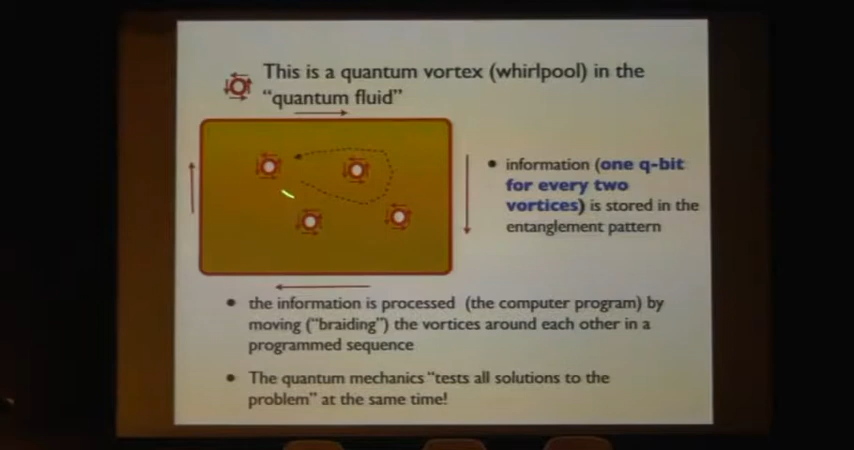 This is a quantum vortex (whirlpool) in the
"quantum fluid"
• information (one q-bit
for every two
vortices) is stored in the
entanglement pattern
• the information is processed (the computer program) by
moving ("braiding") the vortices around each other in a
programmed sequence
• The quantum mechanics "tests all solutions to the
problem" at the same time!